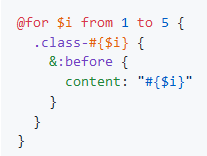 @for $i from 1 to 5 {
  .class-#{$i} {
    &:before {
      content: "#{$i}"
    }
  }
}